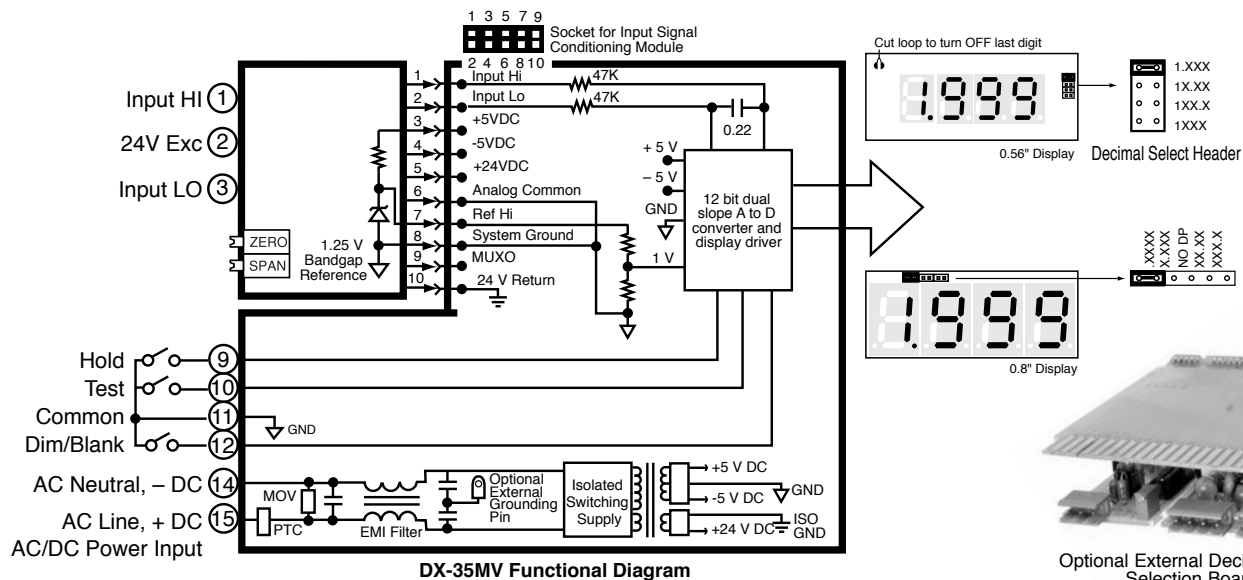 1 3 5 7 9
Socket for Input Signal
Conditioning Module
2 4 6 8 10
Input HI 1
24V Exc 2
Input LO 3
ZERO
SPAN
1.25 V
Bandgap
Reference
1 Input Hi
2 Input Lo
3 +5VDC
4 -5VDC
5 +24VDC
6 Analog Common
7 Ref Hi
8 System Ground
9 MUXO
10 24 V Return
47K
47K
0.22
+ 5 V
– 5 V
GND
1 V
12 bit dual
slope A to D
converter and
display driver
Cut loop to turn OFF last digit
1.999
0.56" Display
1.XXX
1X.XX
1XX.X
1XXX
Decimal Select Header
.XXXX
X.XXX
NO DP
XX.XX
XXX.X
1.999
0.8" Display
Hold 9
Test 10
Common 11
GND
Dim/Blank 12
AC Neutral, – DC 14
AC Line, + DC 15
AC/DC Power Input
MOV
PTC
EMI Filter
Optional
External
Grounding
Pin
Isolated
Switching
Supply
+5 V DC
GND
-5 V DC
ISO
GND
+24 V DC
DX-35MV Functional Diagram
Optional External Deci
Selection Boa